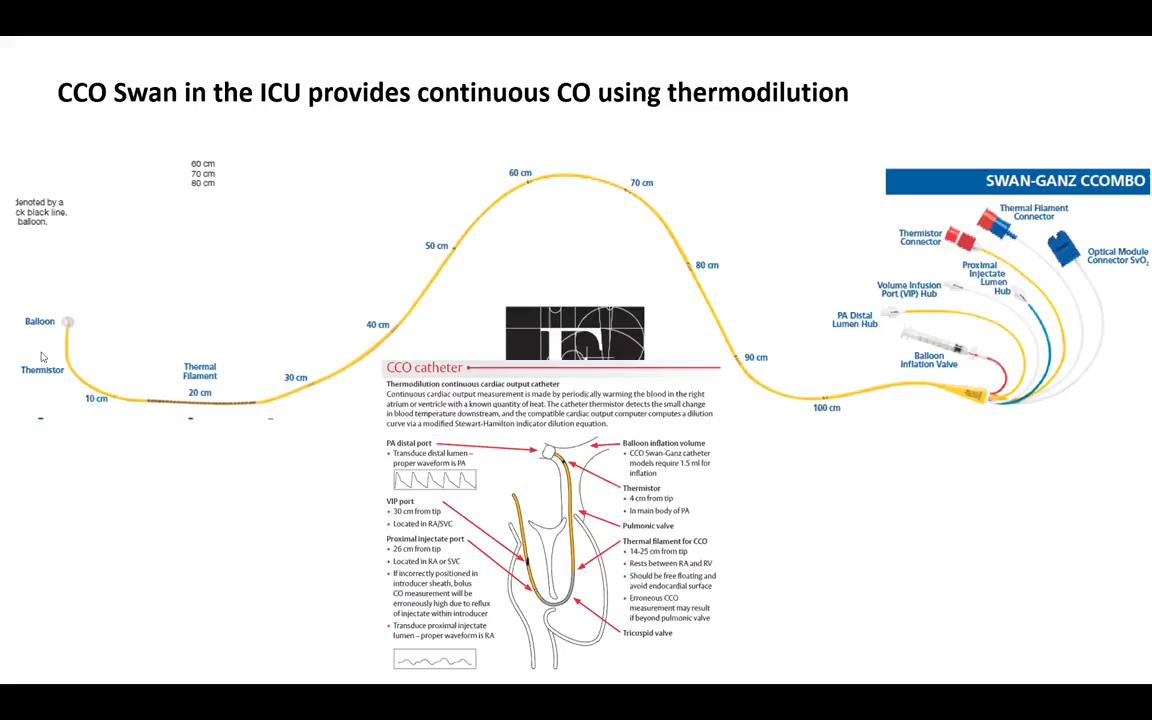 CCO Swan in the ICU provides continuous CO using thermodilution
60 cm
70 cm
80 cm
denoted by a
ck black line.
balloon.
Balloon
Thermistor
10 cm
Thermal
Filament
20 cm
30 cm
40 cm
50 cm
60 cm
70 cm
80 cm
90 cm
100 cm
SWAN-GANZ CCOMBO
Thermal Filament
Connector
Thermistor
Connector
Optical Module
Connector SvO2
Proximal
Injectate
Lumen
Hub
Volume Infusion
Port (VIP) Hub
PA Distal
Lumen Hub
Balloon
Inflation Valve
CCO catheter
Thermodilution continuous cardiac output catheter
Continuous cardiac output measurement is made by periodically warming the blood in the right
atrium or ventricle with a known quantity of heat. The catheter thermistor detects the small change
in blood temperature downstream, and the compatible cardiac output computer computes a dilution
curve via a modified Stewart-Hamilton indicator dilution equation.
PA distal port
• Transduce distal lumen –
proper waveform is PA
VIP port
• 30 cm from tip
• Located in RA/SVC
Proximal injectate port
• 26 cm from tip
• Located in RA or SVC
• If incorrectly positioned in
introducer sheath, bolus
CO measurement will be
erroneously high due to reflux
of injectate within introducer
• Transduce proximal injectate
lumen – proper waveform is RA
Balloon inflation volume
• CCO Swan-Ganz catheter
models require 1.5 ml for
inflation
Thermistor
• 4 cm from tip
• In main body of PA
Pulmonic valve
Thermal filament for CCO
• 14-25 cm from tip
• Rests between RA and RV
• Should be free floating and
avoid endocardial surface
• Erroneous CCO
measurement may result
if beyond pulmonic valve
Tricuspid valve